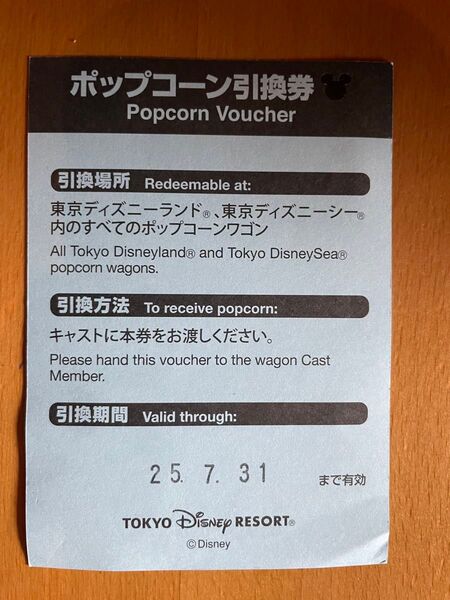 ポップコーン引換券
Popcorn Voucher
引換場所 Redeemable at:
東京ディズニーランド®、東京ディズニーシー®
内のすべてのポップコーンワゴン
All Tokyo Disneyland® and Tokyo DisneySea®
popcorn wagons.
引換方法 To receive popcorn:
キャストに本券をお渡しください。
Please hand this voucher to the wagon Cast
Member.
引換期間 Valid through:
25. 7. 31 まで有効
TOKYO Disney RESORT®
©Disney